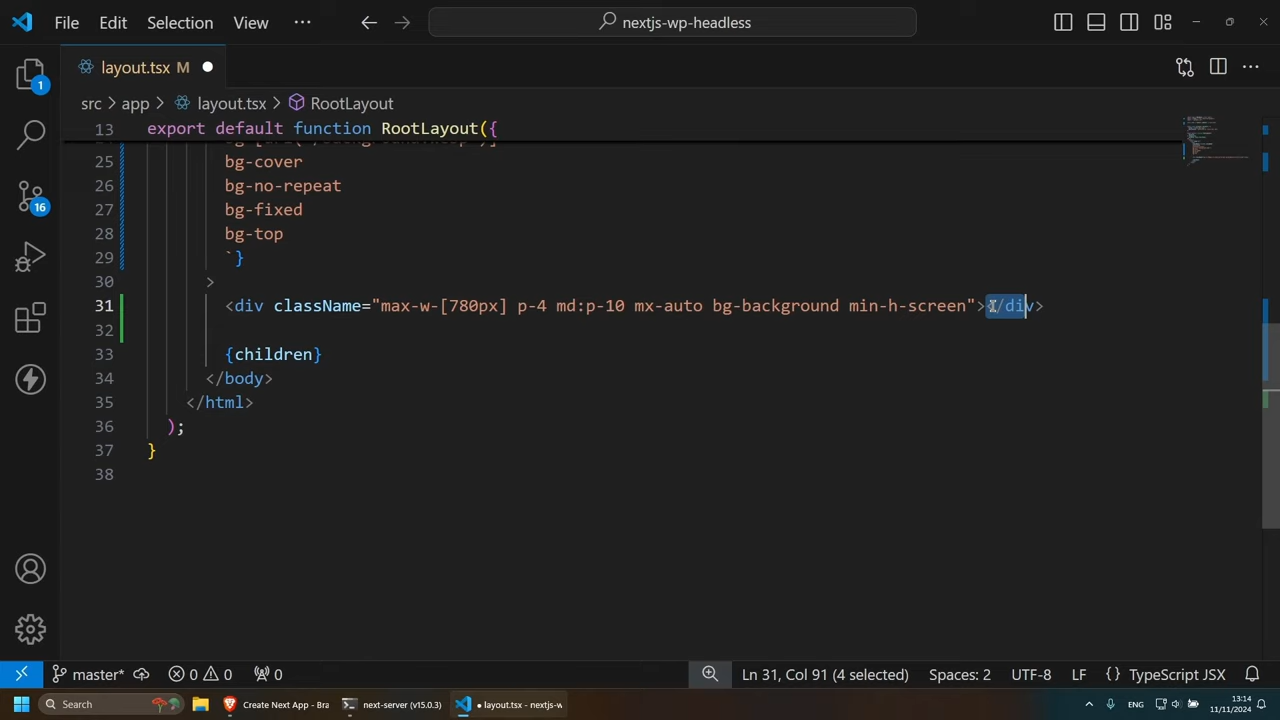 File Edit Selection View ··· nextjs-wp-headless
layout.tsx M
src > app > layout.tsx > RootLayout
13 export default function RootLayout({
25 bg-cover
26 bg-no-repeat
27 bg-fixed
28 bg-top
29 `}
30 >
31 <div className="max-w-[780px] p-4 md:p-10 mx-auto bg-background min-h-screen"></div>
32
33 {children}
34 </body>
35 </html>
36 );
37 }
38
1
16
master* 0 0 0 Ln 31, Col 91 (4 selected) Spaces: 2 UTF-8 LF {} TypeScript JSX
Search Create Next App - Bra next-server (v15.0.3) • layout.tsx - nextjs-w ENG 13:14
11/11/2024